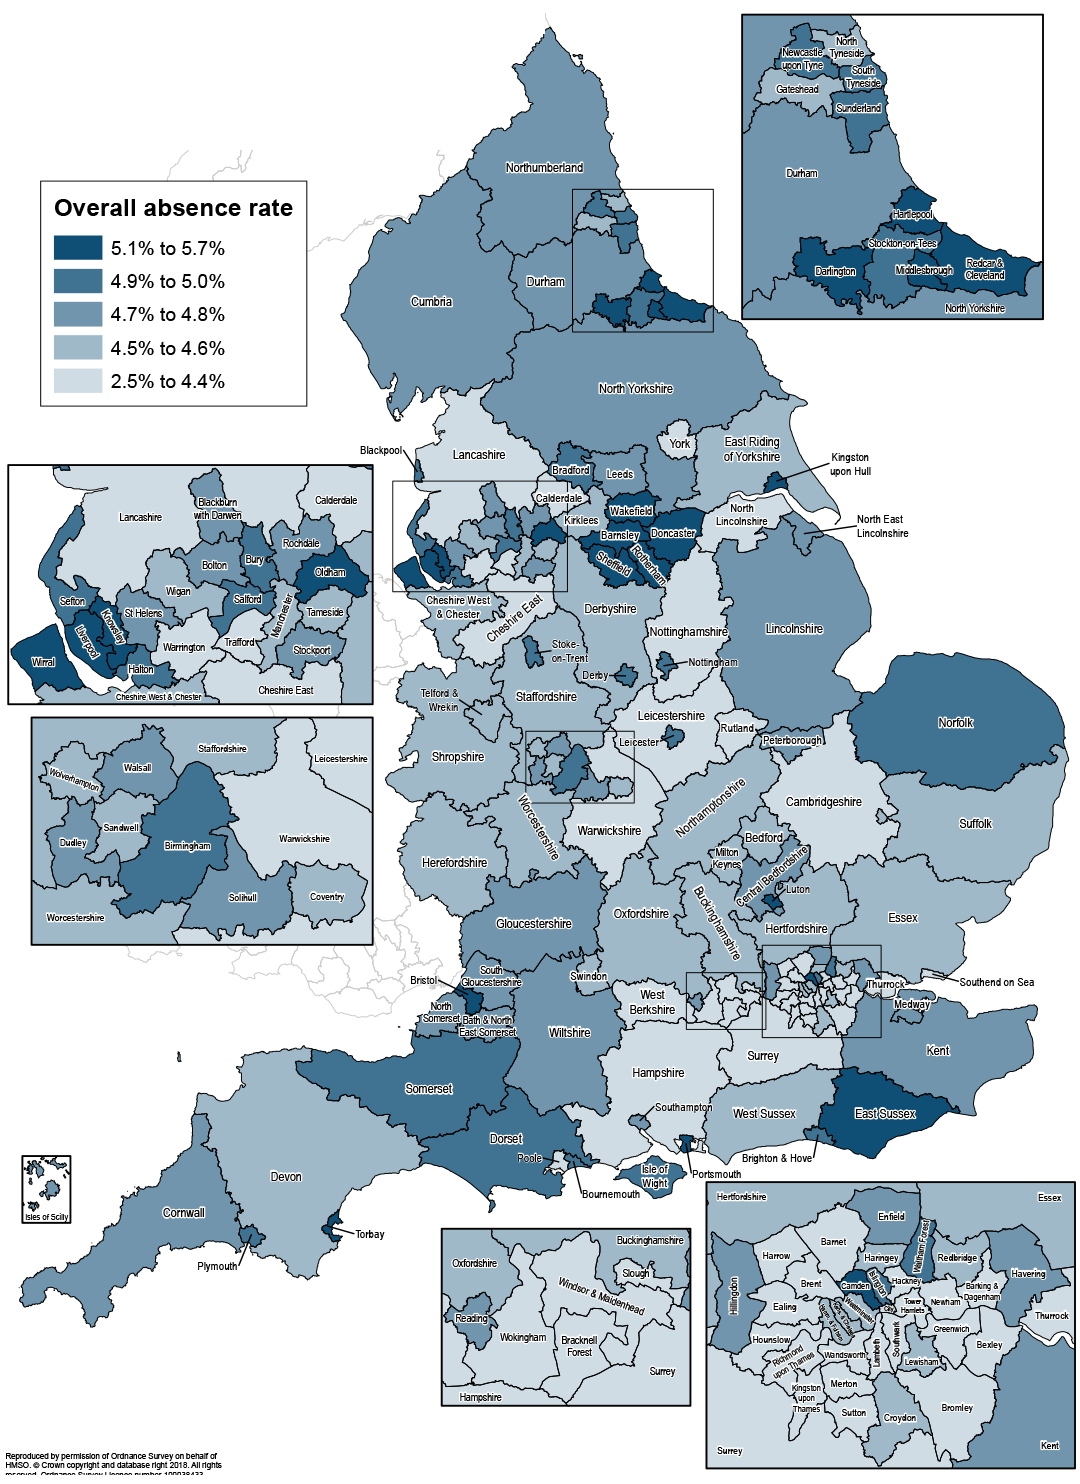 Overall absence rate
5.1% to 5.7%
4.9% to 5.0%
4.7% to 4.8%
4.5% to 4.6%
2.5% to 4.4%
Northumberland
Cumbria
Durham
North Yorkshire
Lancashire
Blackpool
York
East Riding
of Yorkshire
Kingston
upon Hull
Bradford
Leeds
Calderdale
Kirklees
Wakefield
Barnsley
Doncaster
Sheffield
Rotherham
North
Lincolnshire
North East
Lincolnshire
Cheshire West
& Chester
Cheshire East
Derbyshire
Nottinghamshire
Lincolnshire
Stoke-
on-Trent
Derby
Nottingham
Telford &
Wrekin
Staffordshire
Leicestershire
Leicester
Rutland
Peterborough
Norfolk
Shropshire
Worcestershire
Warwickshire
Northamptonshire
Cambridgeshire
Suffolk
Herefordshire
Bedford
Milton
Keynes
Central Bedfordshire
Luton
Buckinghamshire
Hertfordshire
Essex
Gloucestershire
Oxfordshire
Bristol
South
Gloucestershire
North
Somerset
Bath & North
East Somerset
Swindon
Wiltshire
West
Berkshire
Thurrock
Southend on Sea
Medway
Kent
Surrey
Hampshire
Somerset
Dorset
Poole
Bournemouth
Southampton
Portsmouth
Isle of
Wight
West Sussex
East Sussex
Brighton & Hove
Devon
Cornwall
Plymouth
Torbay
Isles of Scilly
Newcastle
upon Tyne
North
Tyneside
South
Tyneside
Gateshead
Sunderland
Durham
Hartlepool
Stockton-on-Tees
Darlington
Middlesbrough
Redcar &
Cleveland
North Yorkshire
Lancashire
Blackburn
with Darwen
Calderdale
Bolton
Bury
Rochdale
Oldham
Wigan
Salford
Manchester
Tameside
Sefton
Knowsley
Liverpool
St Helens
Warrington
Trafford
Stockport
Wirral
Halton
Cheshire West & Chester
Cheshire East
Staffordshire
Leicestershire
Wolverhampton
Walsall
Sandwell
Dudley
Birmingham
Warwickshire
Solihull
Coventry
Worcestershire
Oxfordshire
Buckinghamshire
Slough
Windsor & Maidenhead
Reading
Wokingham
Bracknell
Forest
Surrey
Hampshire
Hertfordshire
Essex
Enfield
Barnet
Harrow
Haringey
Waltham Forest
Redbridge
Havering
Hillingdon
Brent
Camden
Islington
Hackney
Barking &
Dagenham
Ealing
Westminster
City
Tower
Hamlets
Newham
Thurrock
Hounslow
Richmond
upon Thames
Wandsworth
Lambeth
Southwark
Greenwich
Lewisham
Bexley
Kingston
upon
Thames
Merton
Sutton
Croydon
Bromley
Surrey
Kent
Reproduced by permission of Ordnance Survey on behalf of
HMSO. © Crown copyright and database right 2018. All rights
reserved. Ordnance Survey Licence number 100038433